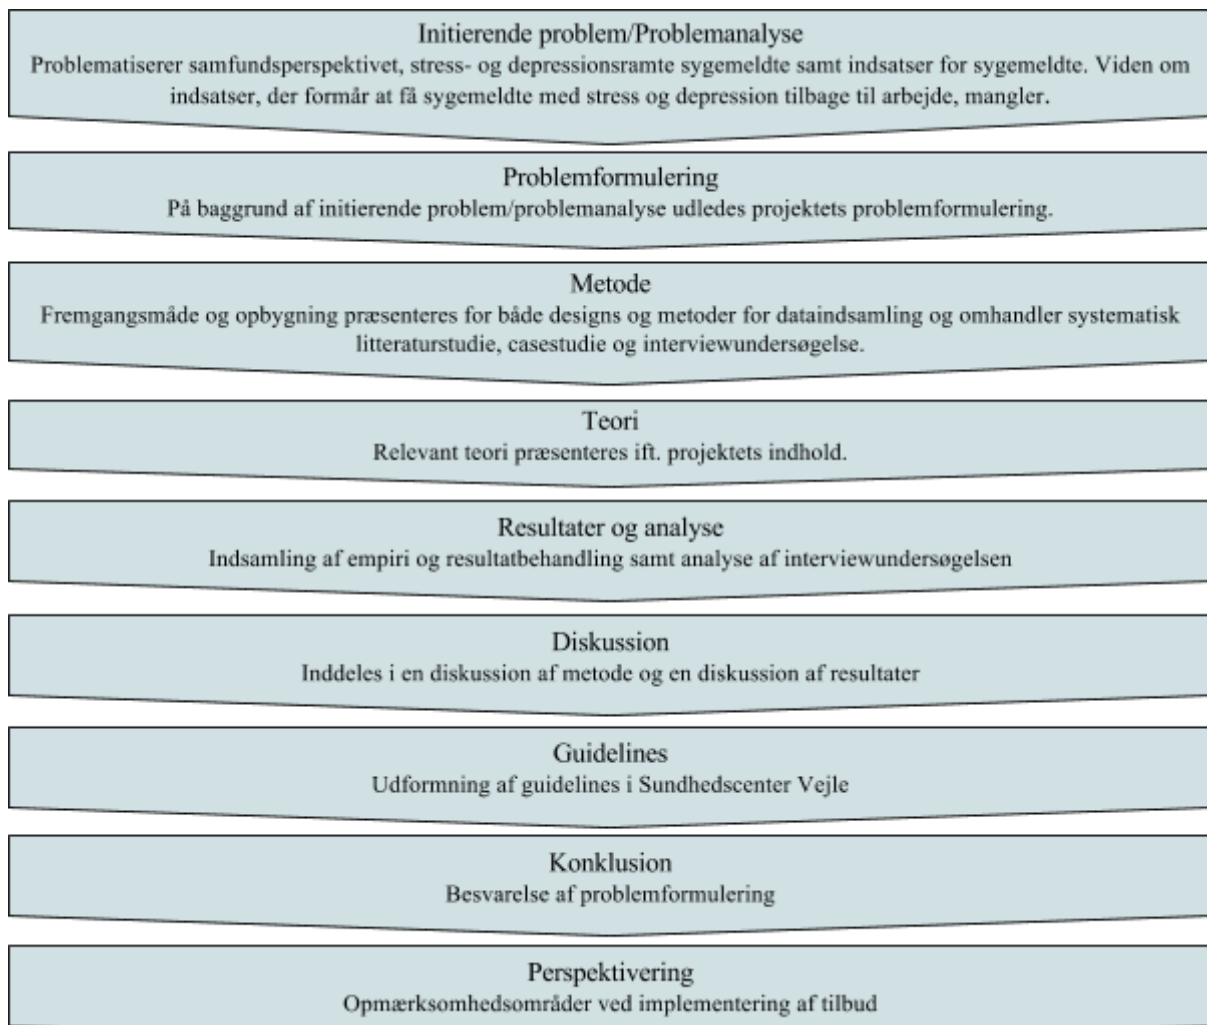 Initierende problem/Problemanalyse
Problematiserer samfundsperspektivet, stress- og depressionsramte sygemeldte samt indsatser for sygemeldte. Viden om
indsatser, der formår at få sygemeldte med stress og depression tilbage til arbejde, mangler.
Problemformulering
På baggrund af initierende problem/problemanalyse udledes projektets problemformulering.
Metode
Fremgangsmåde og opbygning præsenteres for både designs og metoder for dataindsamling og omhandler systematisk
litteraturstudie, casestudie og interviewundersøgelse.
Teori
Relevant teori præsenteres ift. projektets indhold.
Resultater og analyse
Indsamling af empiri og resultatbehandling samt analyse af interviewundersøgelsen
Diskussion
Inddeles i en diskussion af metode og en diskussion af resultater
Guidelines
Udformning af guidelines i Sundhedscenter Vejle
Konklusion
Besvarelse af problemformulering
Perspektivering
Opmærksomhedsområder ved implementering af tilbud